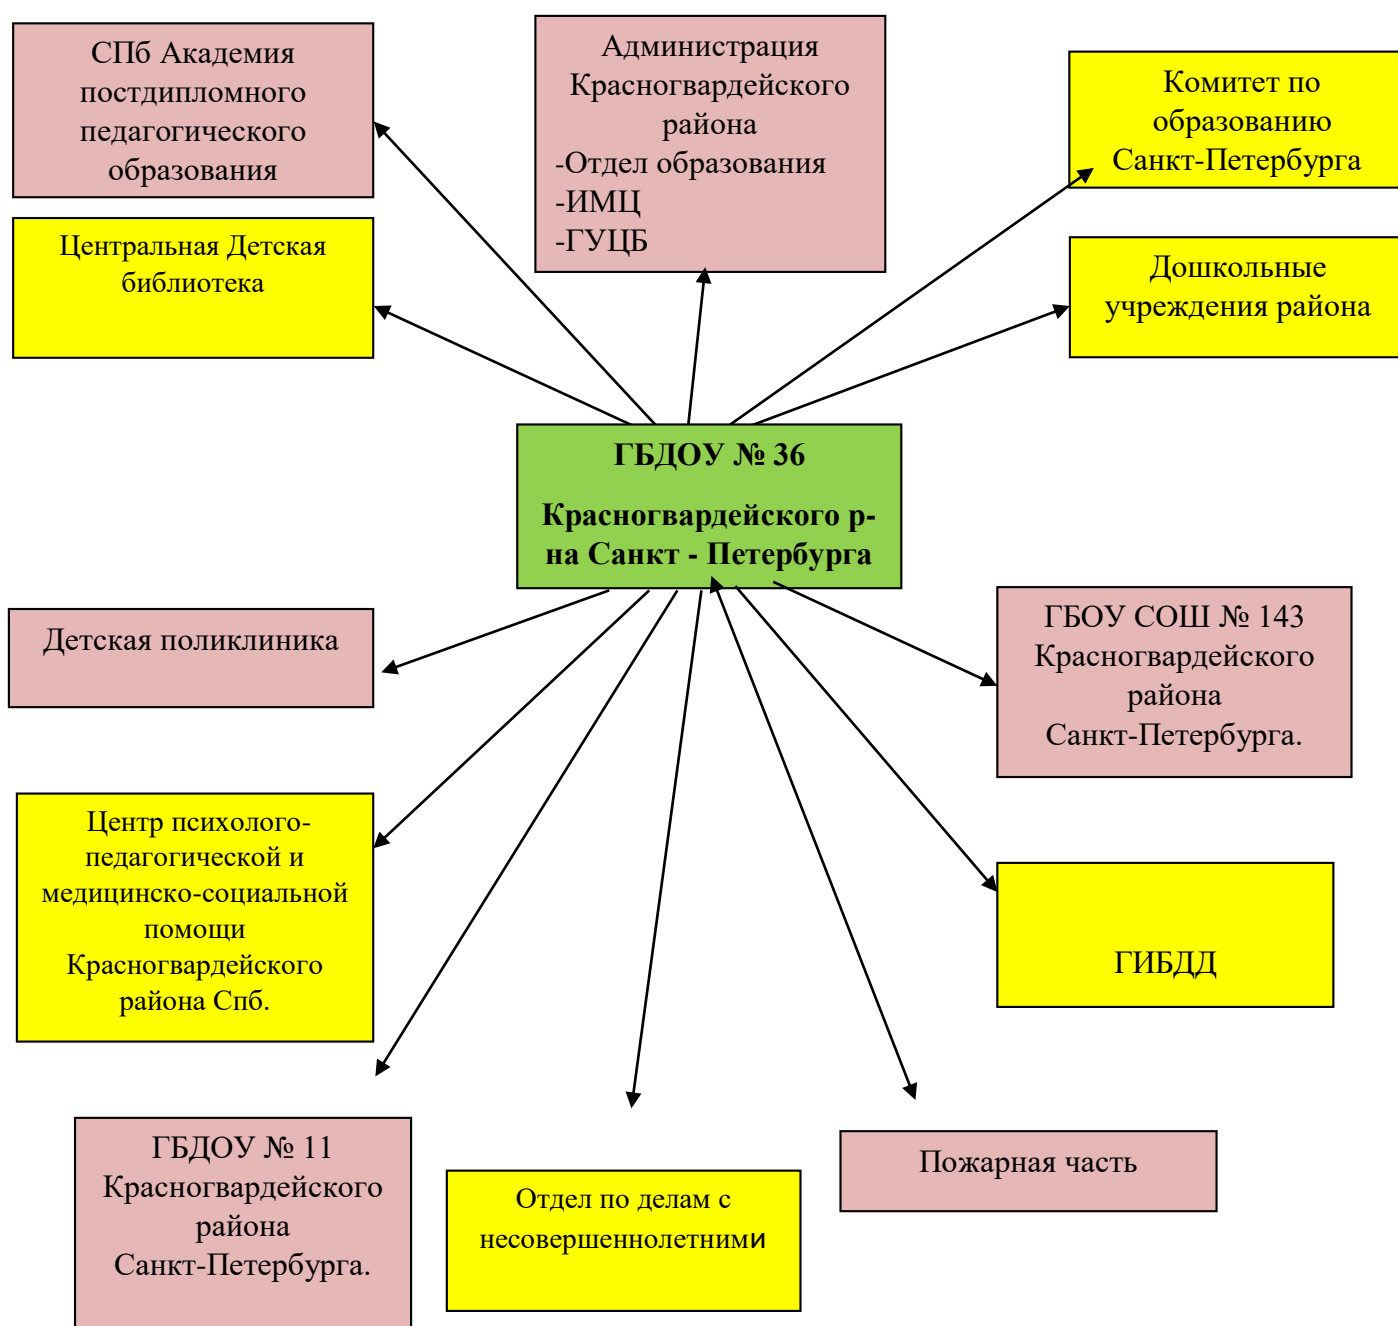 СПб Академия
постдипломного
педагогического
образования
Администрация
Красногвардейского
района
-Отдел образования
-ИМЦ
-ГУЦБ
Комитет по
образованию
Санкт-Петербурга
Центральная Детская
библиотека
Дошкольные
учреждения района
ГБДОУ № 36
Красногвардейского р-
на Санкт - Петербурга
Детская поликлиника
ГБОУ СОШ № 143
Красногвардейского
района
Санкт-Петербурга.
Центр психолого-
педагогической и
медицинско-социальной
помощи
Красногвардейского
района Спб.
ГИБДД
ГБДОУ № 11
Красногвардейского
района
Санкт-Петербурга.
Отдел по делам с
несовершеннолетними
Пожарная часть